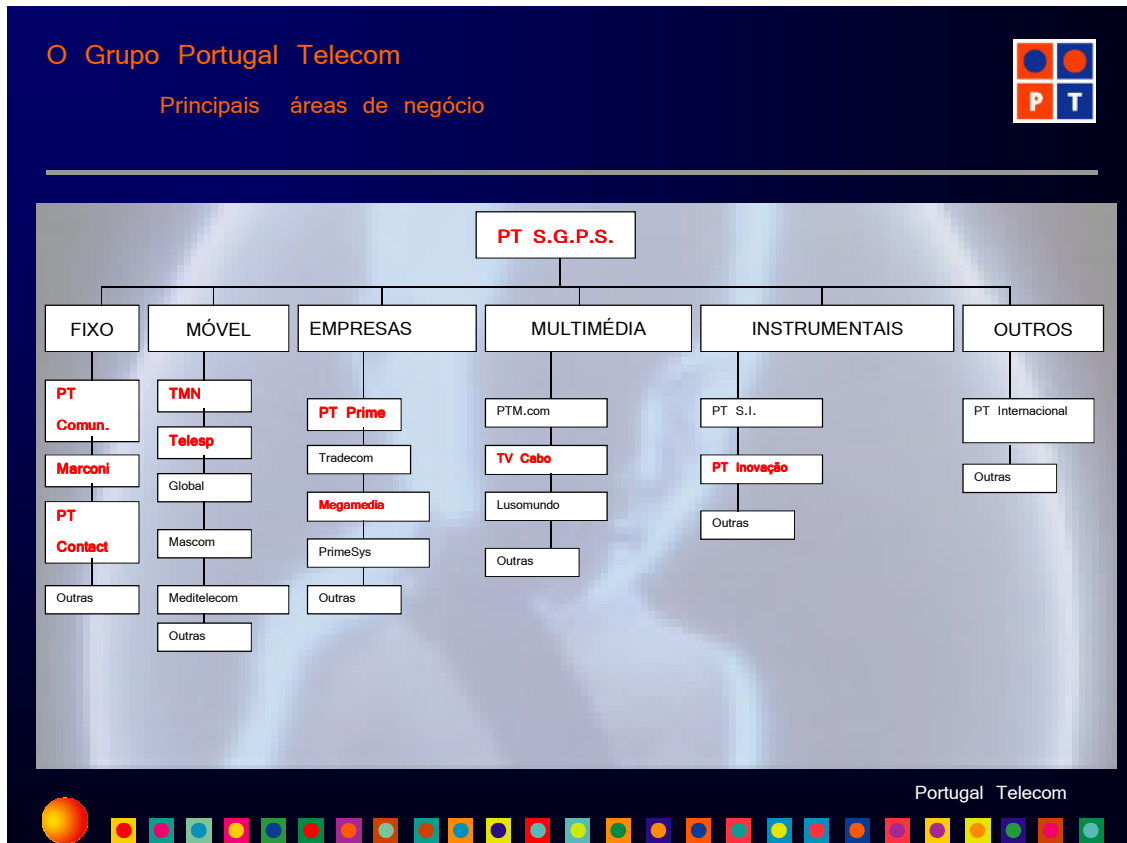 O Grupo Portugal Telecom
Principais áreas de negócio
P T
PT S.G.P.S.
FIXO
MÓVEL
EMPRESAS
MULTIMÉDIA
INSTRUMENTAIS
OUTROS
PT
Comun.
Marconi
PT
Contact
Outras
TMN
Telesp
Global
Mascom
Meditelecom
Outras
PT Prime
Tradecom
Megamedia
PrimeSys
Outras
PTM.com
TV Cabo
Lusomundo
Outras
PT S.I.
PT Inovação
Outras
PT Internacional
Outras
Portugal Telecom